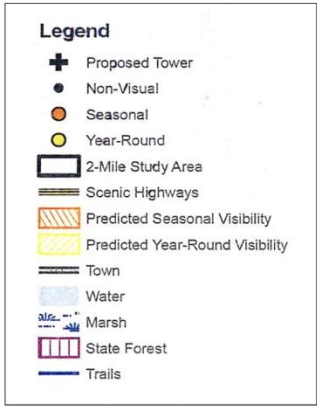 Legend
Proposed Tower
Non-Visual
Seasonal
Year-Round
2-Mile Study Area
Scenic Highways
Predicted Seasonal Visibility
Predicted Year-Round Visibility
Town
Water
Marsh
State Forest
Trails